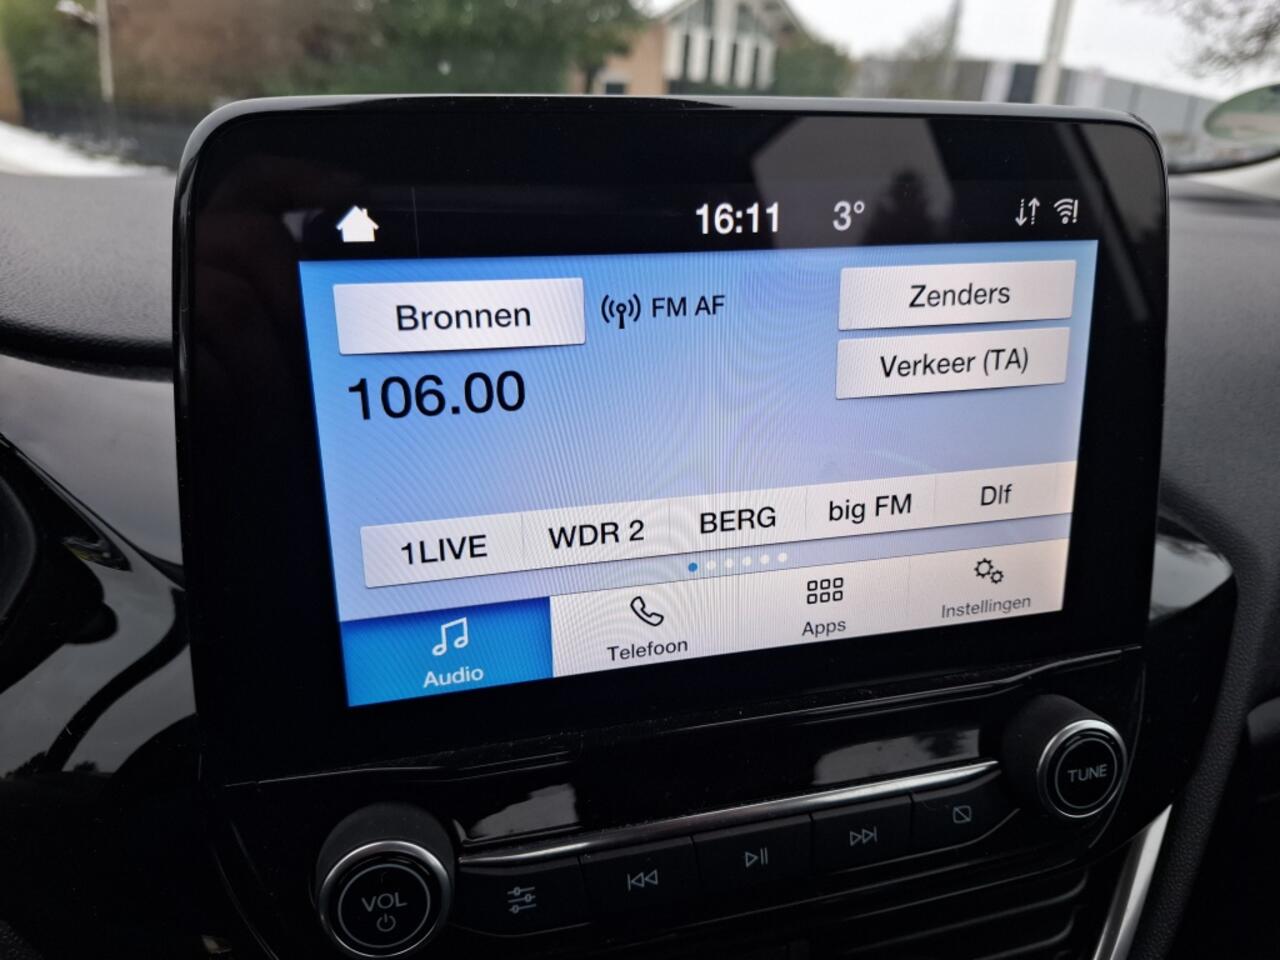 16:11 3°
Bronnen
FM AF
Zenders
Verkeer (TA)
106.00
1LIVE
WDR 2
BERG
big FM
Dlf
Audio
Telefoon
Apps
Instellingen
VOL
TUNE